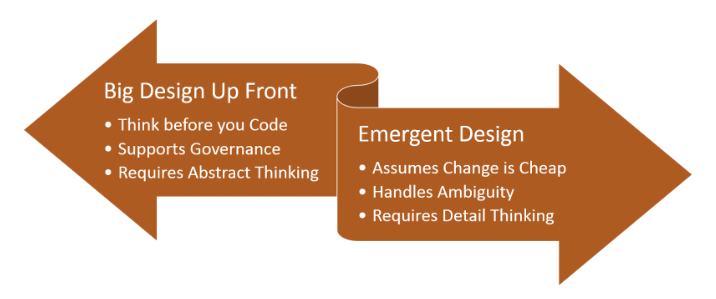 Big Design Up Front
• Think before you Code
• Supports Governance
• Requires Abstract Thinking
Emergent Design
• Assumes Change is Cheap
• Handles Ambiguity
• Requires Detail Thinking